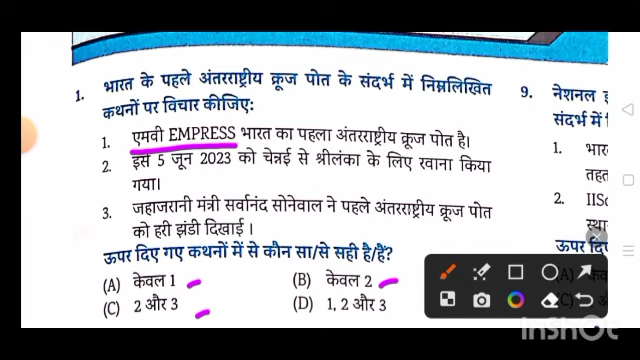 1. भारत के पहले अंतरराष्ट्रीय क्रूज पोत के संदर्भ में निम्नलिखित
कथनों पर विचार कीजिए:
1. एमवी EMPRESS भारत का पहला अंतरराष्ट्रीय क्रूज पोत है।
2. इसे 5 जून 2023 को चेन्नई से श्रीलंका के लिए रवाना किया
गया।
3. जहाजरानी मंत्री सर्वानंद सोनेवाल ने पहले अंतरराष्ट्रीय क्रूज पोत
को हरी झंडी दिखाई।
ऊपर दिए गए कथनों में से कौन सा/से सही है/हैं?
(A) केवल 1
(B) केवल 2
(C) 2 और 3
(D) 1, 2 और 3
9. नेशनल
संदर्भ में
1.
तहत
2.
ऊपर
InShot